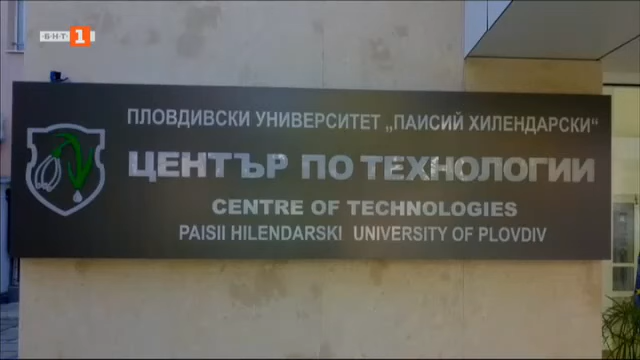 БНТ 1
ПЛОВДИВСКИ УНИВЕРСИТЕТ „ПАИСИЙ ХИЛЕНДАРСКИ“
ЦЕНТЪР ПО ТЕХНОЛОГИИ
CENTRE OF TECHNOLOGIES
PAISII HILENDARSKI UNIVERSITY OF PLOVDIV